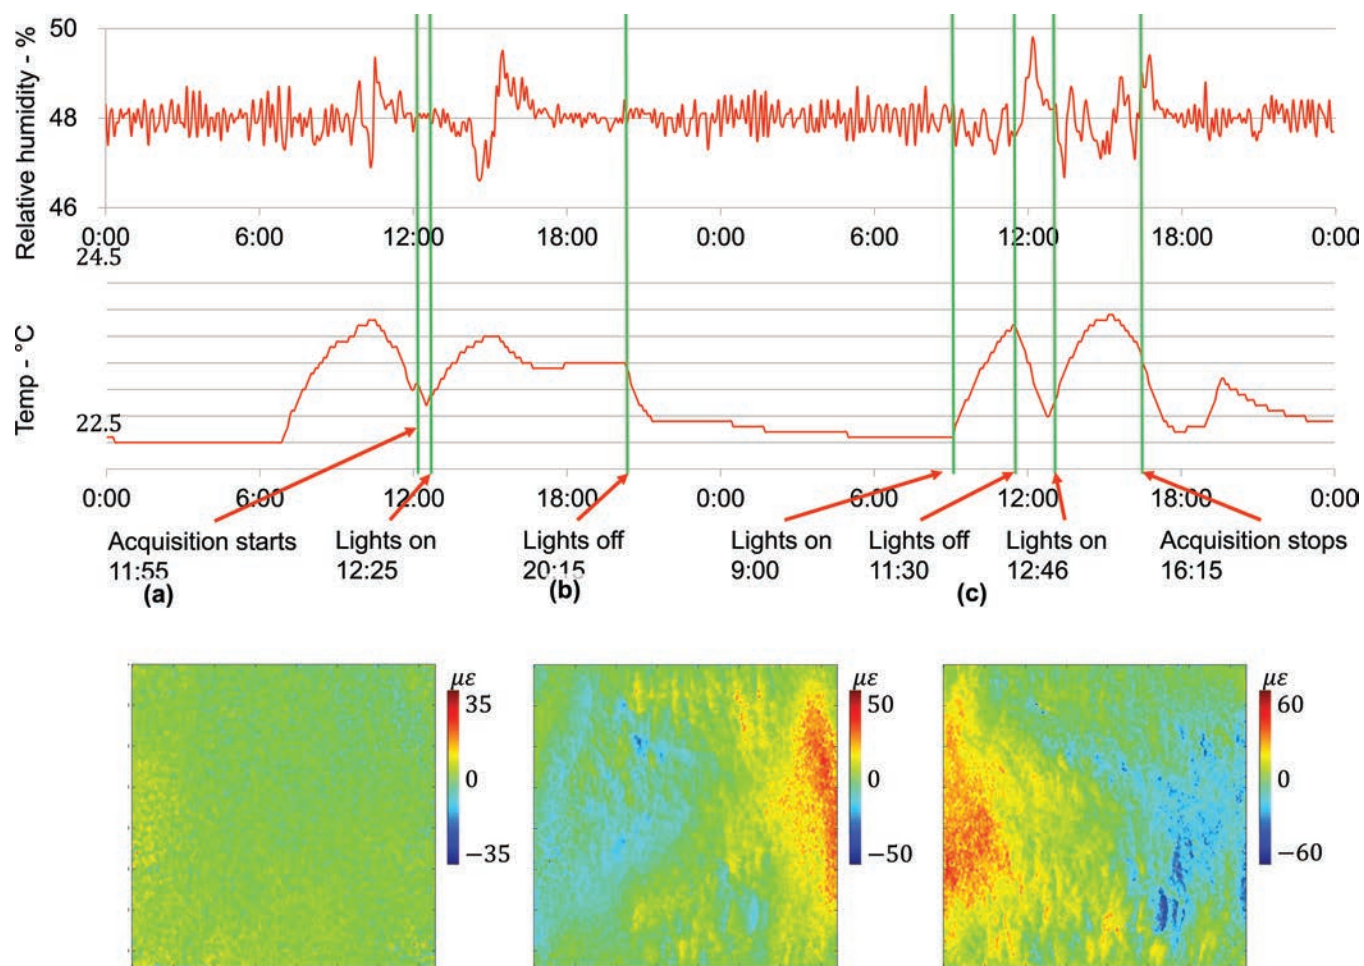 50
48
46
Relative humidity - %
0:00 6:00 12:00 18:00 0:00 6:00 12:00 18:00 0:00
24.5
Temp - °C
22.5
0:00 6:00 12:00 18:00 0:00 6:00 12:00 18:00 0:00
Acquisition starts Lights on Lights off Lights on Lights off Lights on Acquisition stops
11:55 12:25 20:15 9:00 11:30 12:46 16:15
(a) (b) (c)
με με με
35 50 60
0 0 0
−35 −50 −60